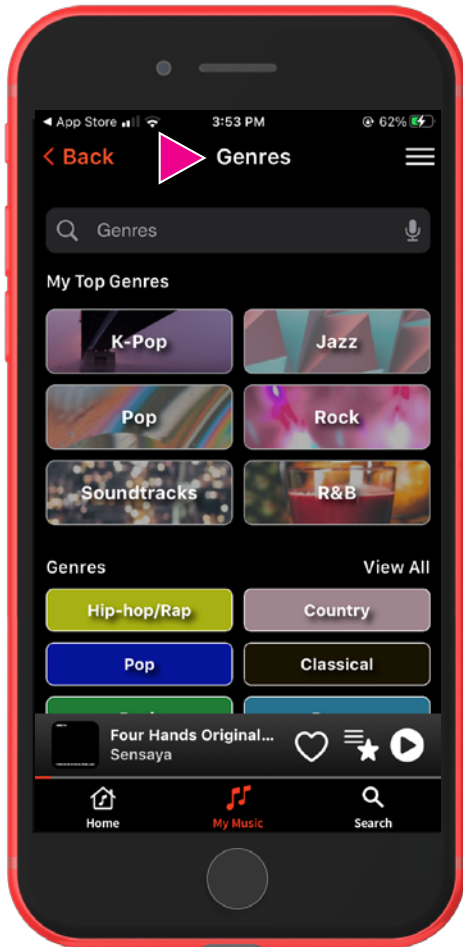 App Store 3:53 PM 62%
Back Genres
Genres
My Top Genres
K-Pop Jazz
Pop Rock
Soundtracks R&B
Genres View All
Hip-hop/Rap Country
Pop Classical
Four Hands Original...
Sensaya
Home My Music Search